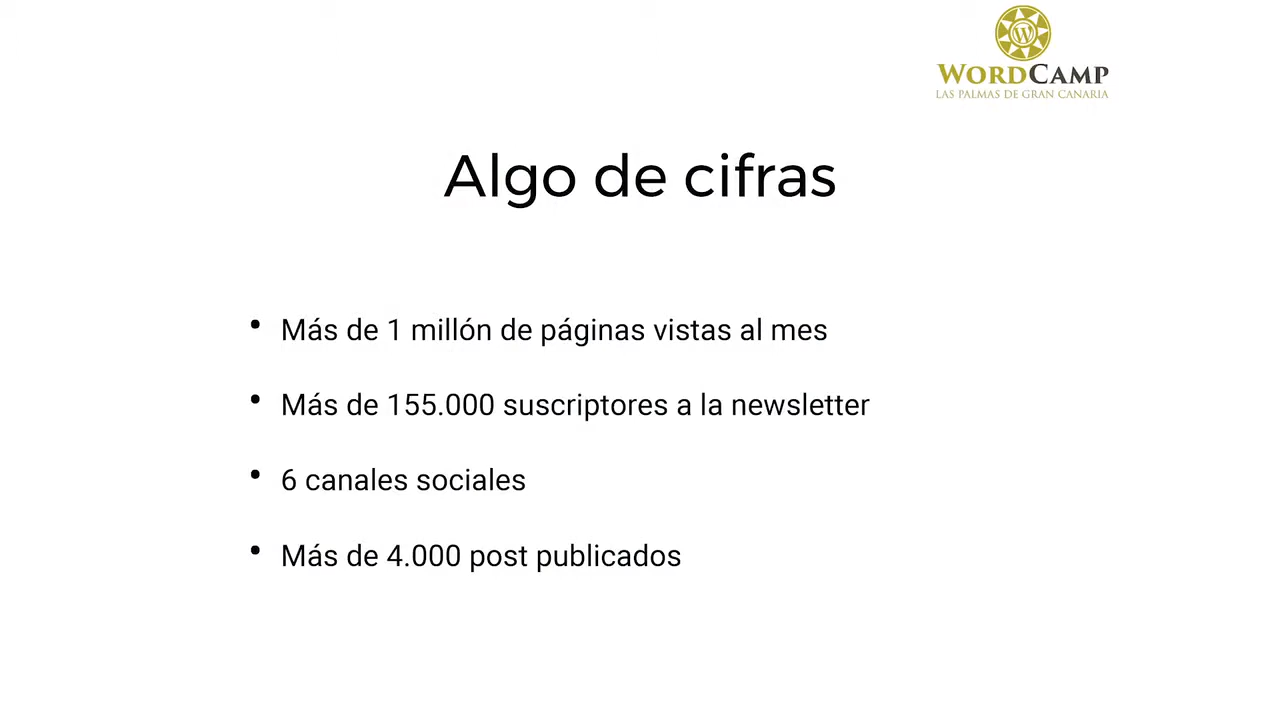 WORDCAMP
LAS PALMAS DE GRAN CANARIA
Algo de cifras
• Más de 1 millón de páginas vistas al mes
• Más de 155.000 suscriptores a la newsletter
• 6 canales sociales
• Más de 4.000 post publicados